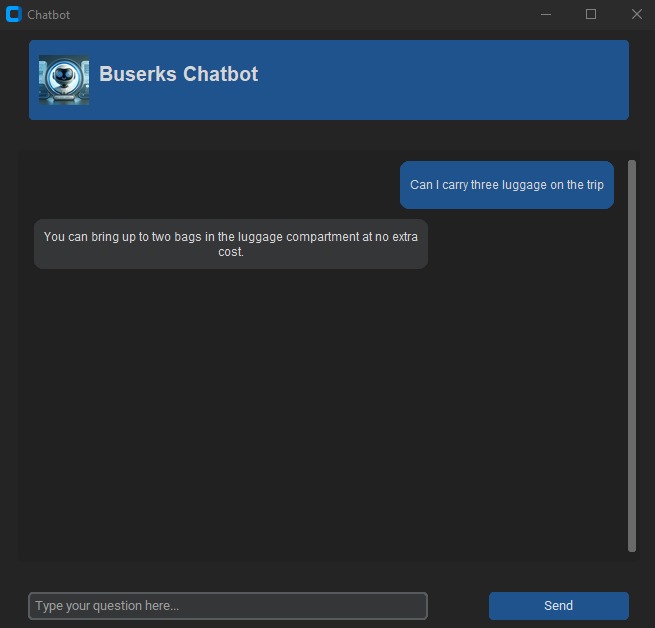 Chatbot
Buserks Chatbot
Can I carry three luggage on the trip
You can bring up to two bags in the luggage compartment at no extra
cost.
Type your question here...
Send